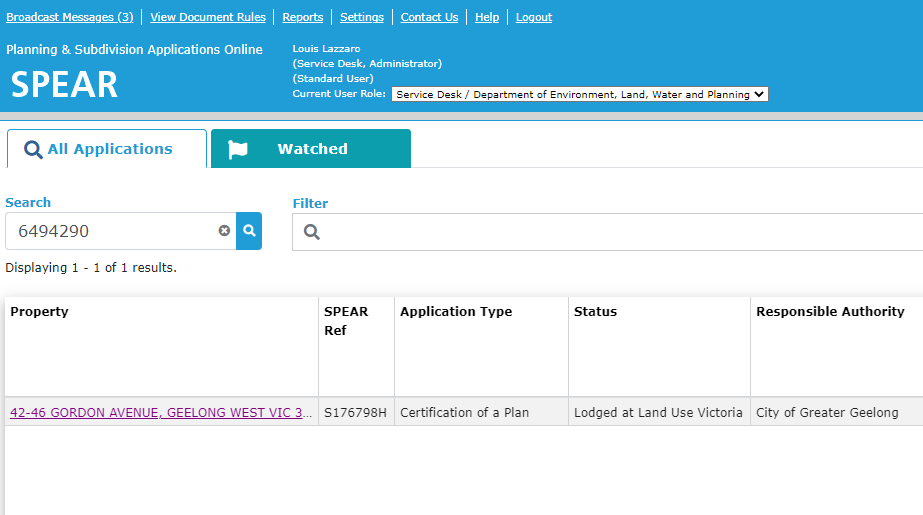 Broadcast Messages (3) View Document Rules Reports Settings Contact Us Help Logout
Planning & Subdivision Applications Online
SPEAR
Louis Lazzaro
(Service Desk, Administrator)
(Standard User)
Current User Role: Service Desk / Department of Environment, Land, Water and Planning
All Applications Watched
Search Filter
6494290
Displaying 1 - 1 of 1 results.
Property SPEAR Ref Application Type Status Responsible Authority
42-46 GORDON AVENUE, GEELONG WEST VIC 3... S176798H Certification of a Plan Lodged at Land Use Victoria City of Greater Geelong